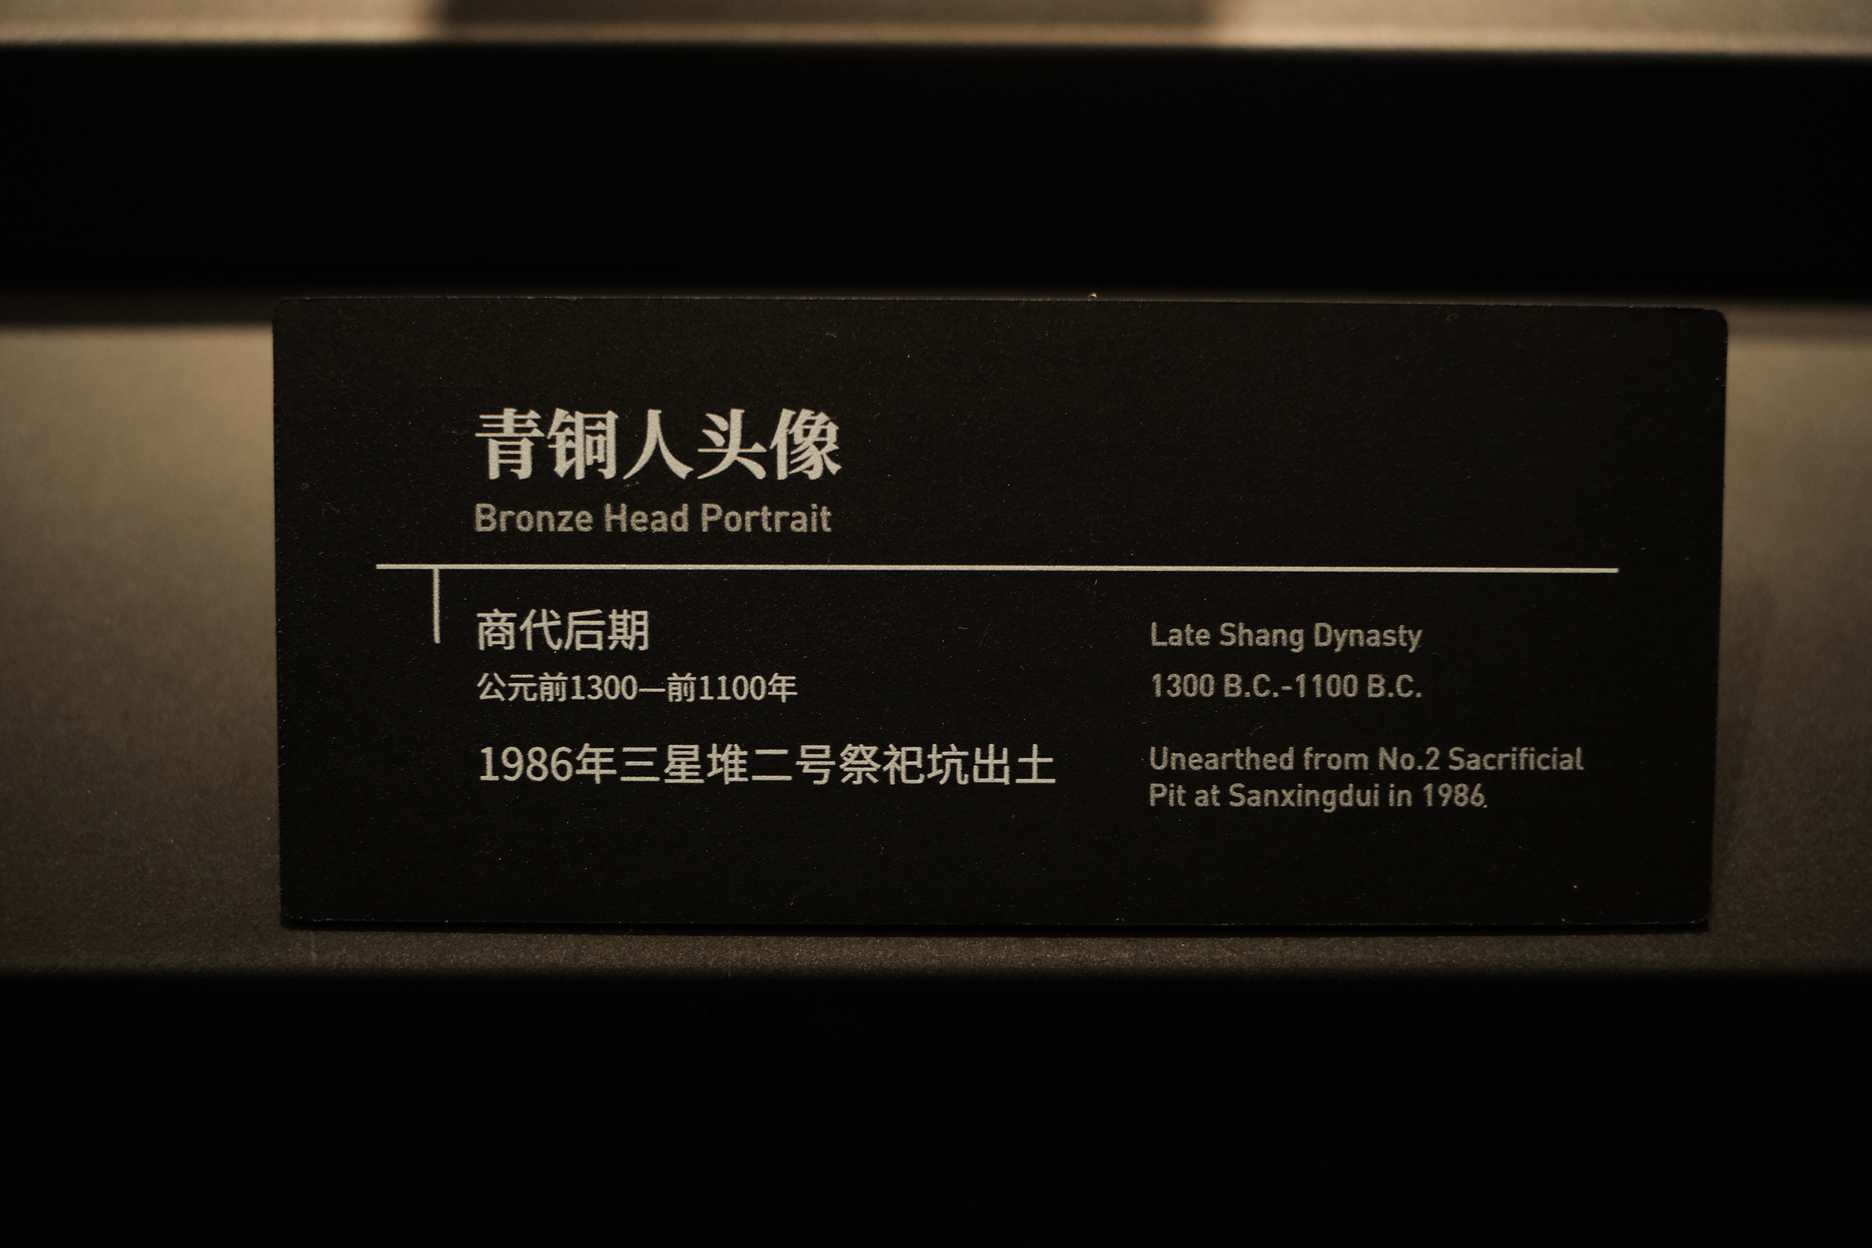 青铜人头像
Bronze Head Portrait
商代后期
公元前1300—前1100年
1986年三星堆二号祭祀坑出土
Late Shang Dynasty
1300 B.C.-1100 B.C.
Unearthed from No.2 Sacrificial
Pit at Sanxingdui in 1986.